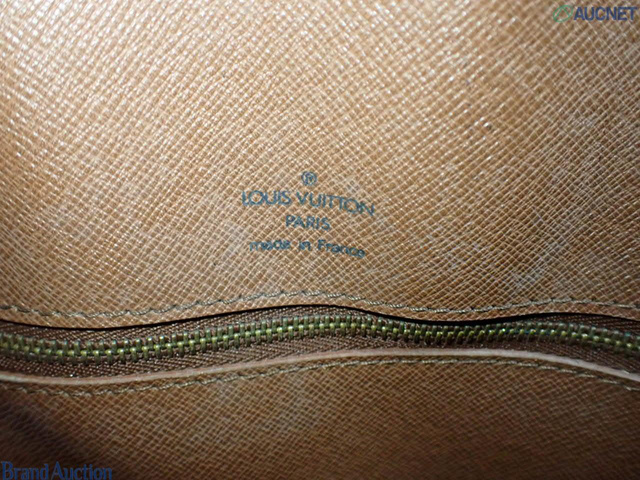 AUCNET
®
LOUIS VUITTON
PARIS
made in France
Brand Auction